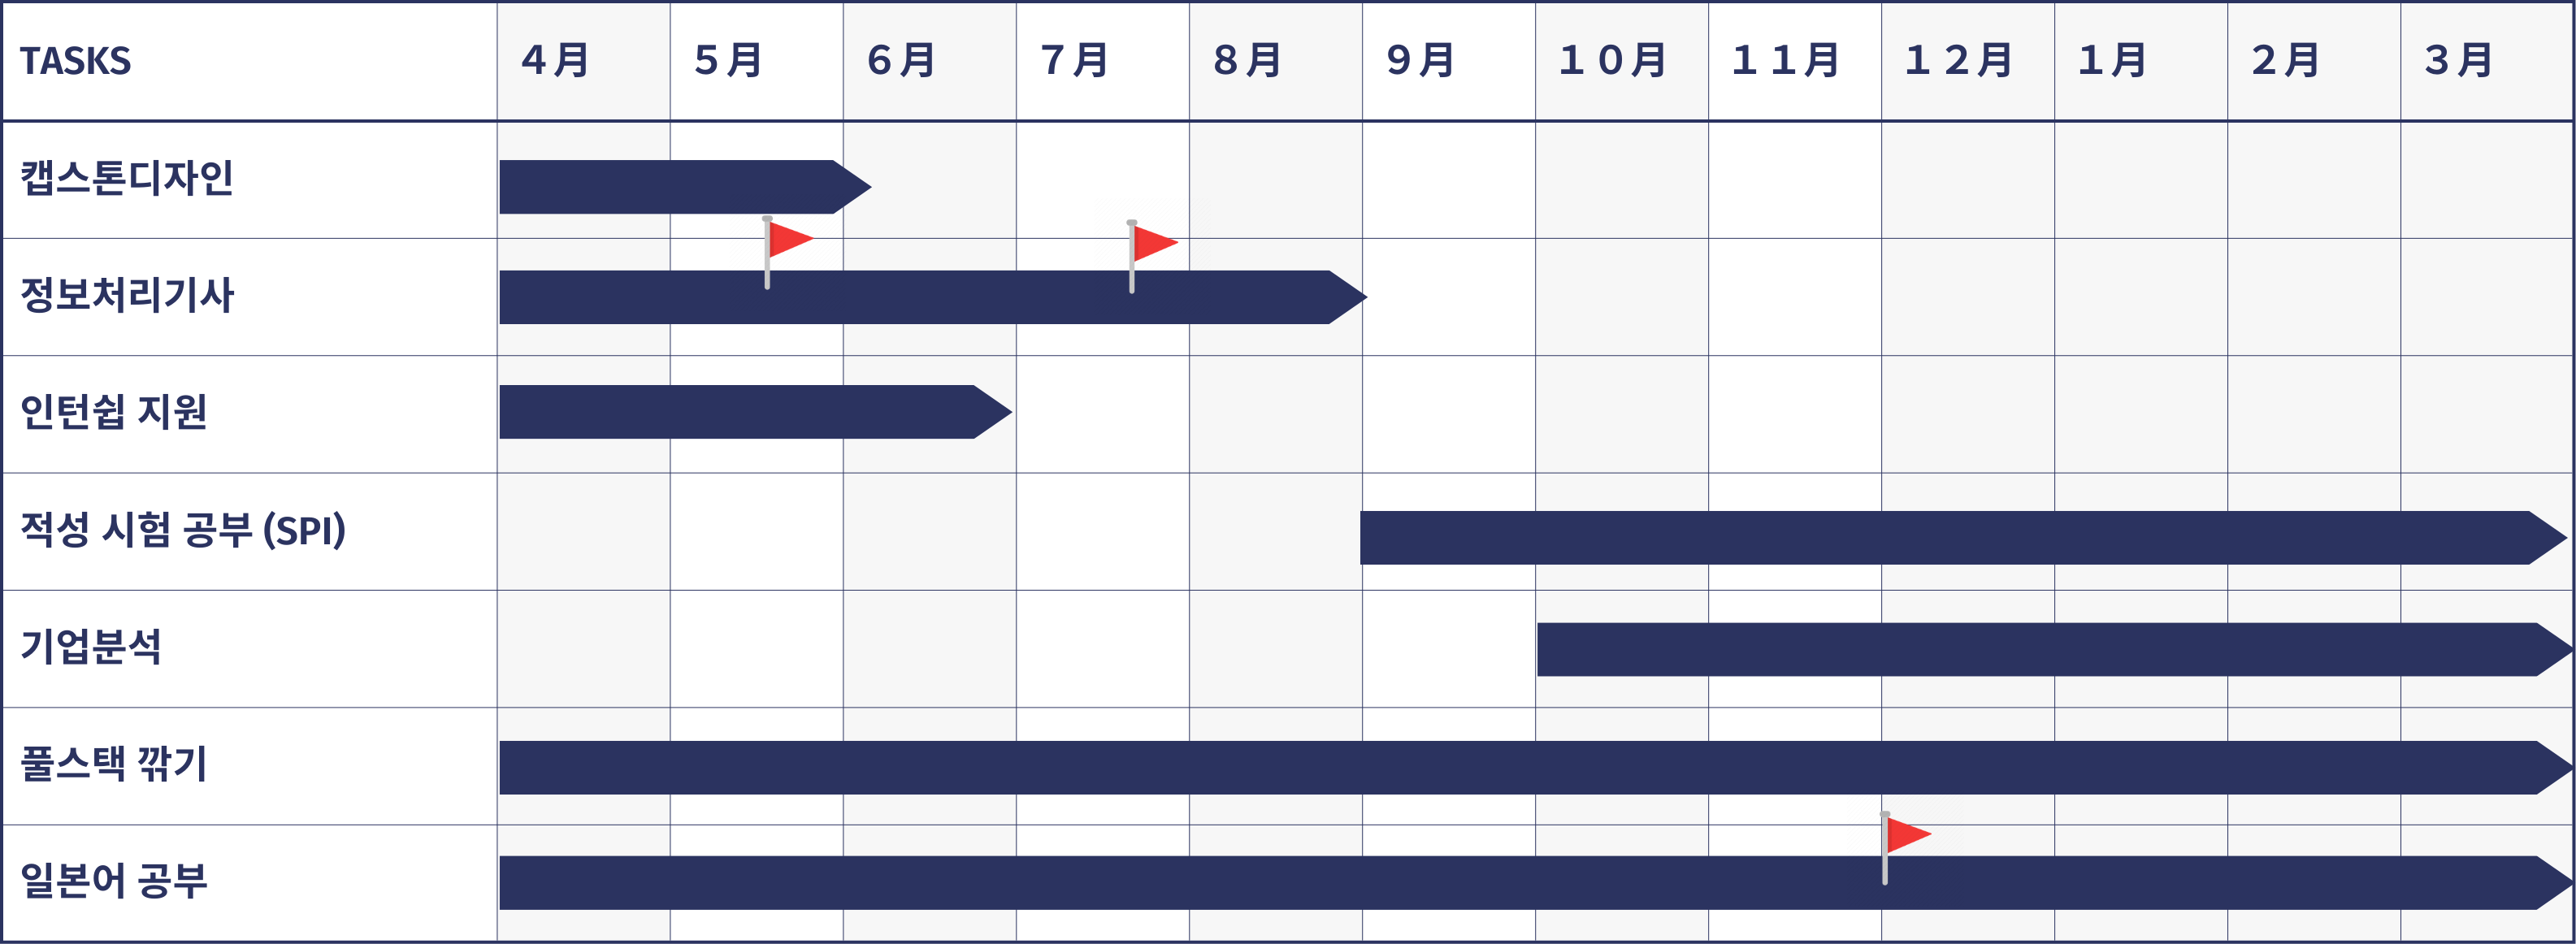 TASKS 4月 5月 6月 7月 8月 9月 10月 11月 12月 1月 2月 3月
캡스톤디자인
정보처리기사
인턴쉽 지원
적성 시험 공부 (SPI)
기업분석
풀스택 깎기
일본어 공부